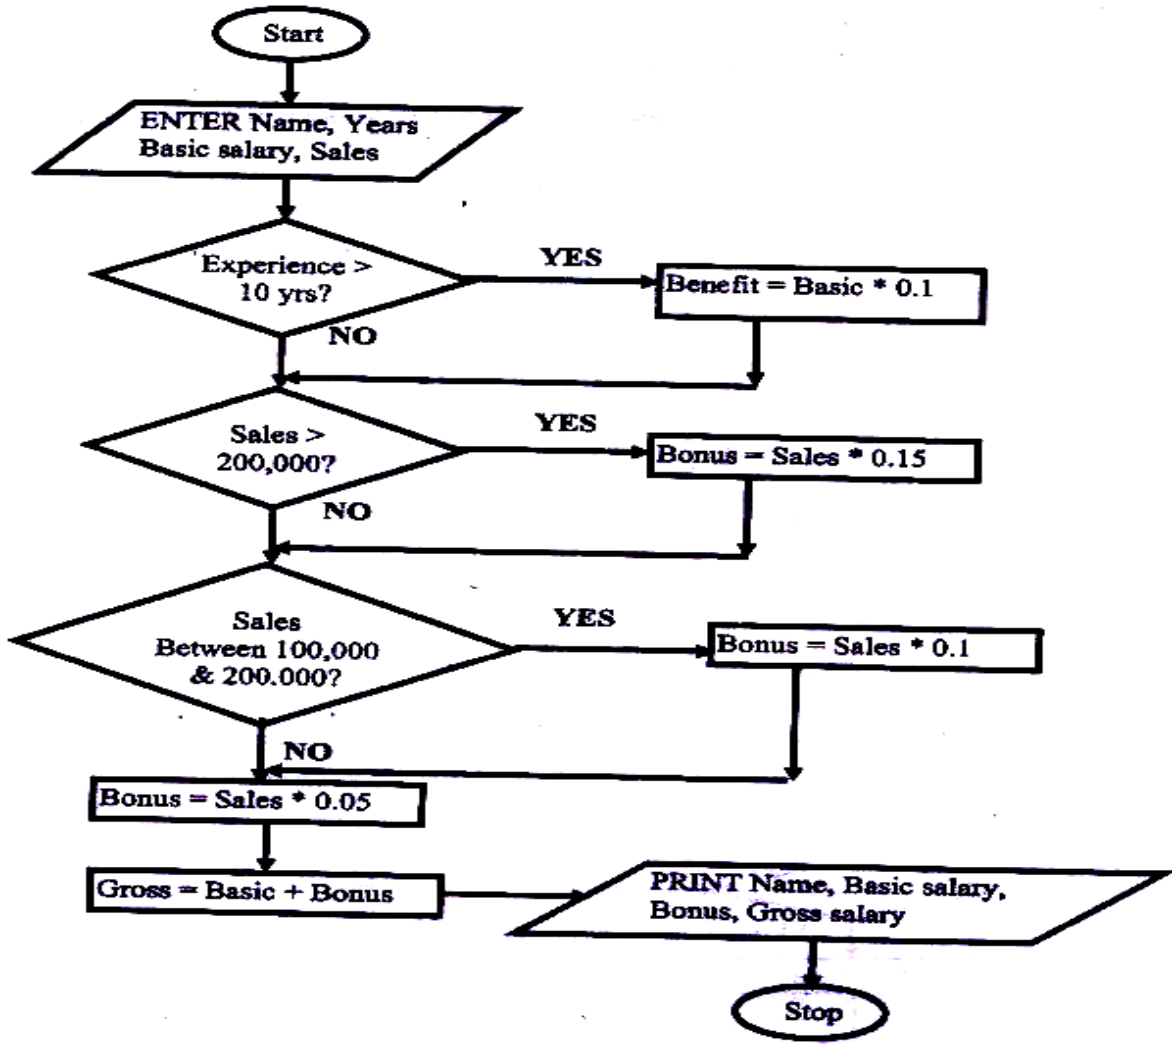 Start
ENTER Name, Years
Basic salary, Sales
Experience >
10 yrs?
YES
Benefit = Basic * 0.1
NO
Sales >
200,000?
YES
Bonus = Sales * 0.15
NO
Sales
Between 100,000
& 200.000?
YES
Bonus = Sales * 0.1
NO
Bonus = Sales * 0.05
Gross = Basic + Bonus
PRINT Name, Basic salary,
Bonus, Gross salary
Stop